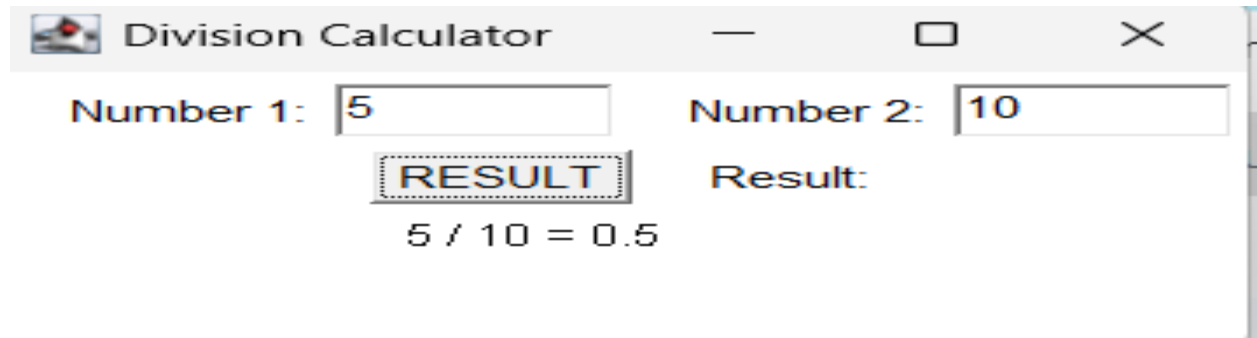 Division Calculator
Number 1: 5 Number 2: 10
RESULT Result:
5 / 10 = 0.5